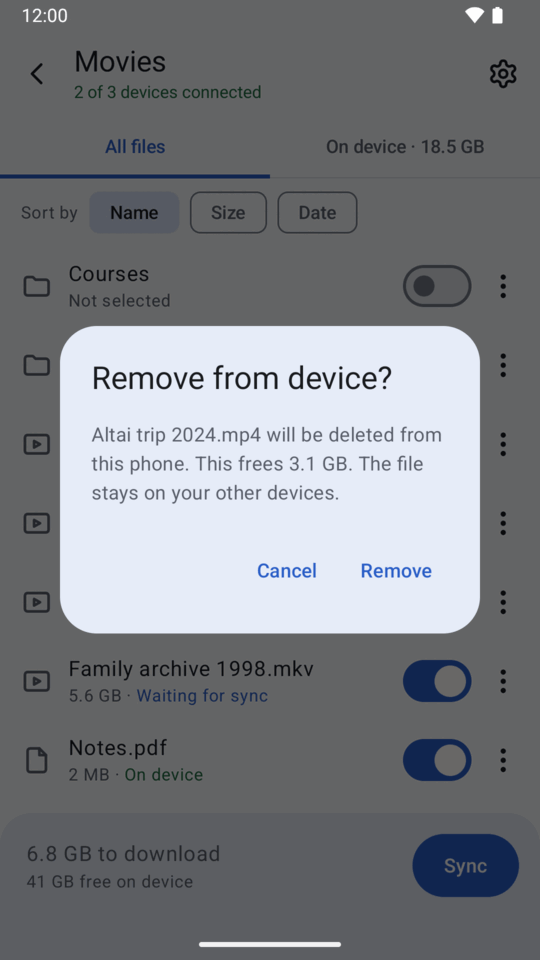 12:00
Movies
2 of 3 devices connected
All files
On device · 18.5 GB
Sort by
Name
Size
Date
Courses
Not selected
Remove from device?
Altai trip 2024.mp4 will be deleted from
this phone. This frees 3.1 GB. The file
stays on your other devices.
Cancel
Remove
Family archive 1998.mkv
5.6 GB · Waiting for sync
Notes.pdf
2 MB · On device
6.8 GB to download
41 GB free on device
Sync